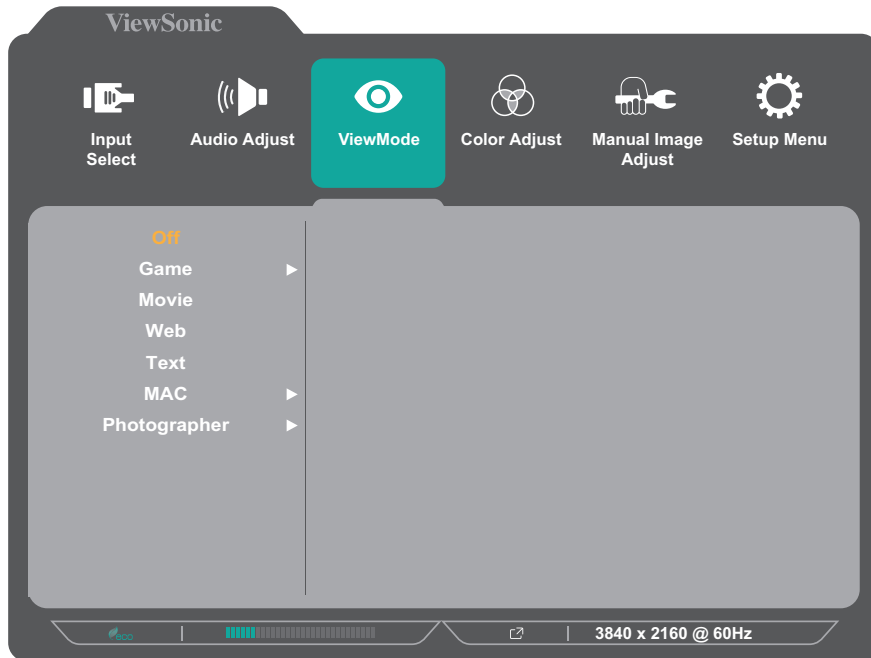 ViewSonic
Input
Select
Audio Adjust
ViewMode
Color Adjust
Manual Image
Adjust
Setup Menu
Off
Game
Movie
Web
Text
MAC
Photographer
eco
3840 x 2160 @ 60Hz